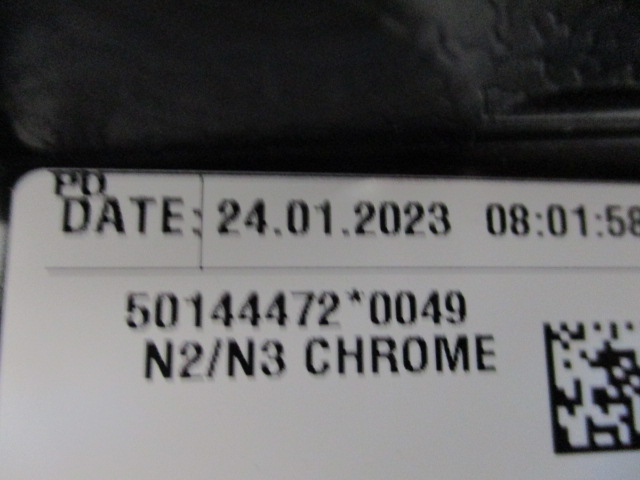 PD
DATE: 24.01.2023 08:01:58
50144472*0049
N2/N3 CHROME